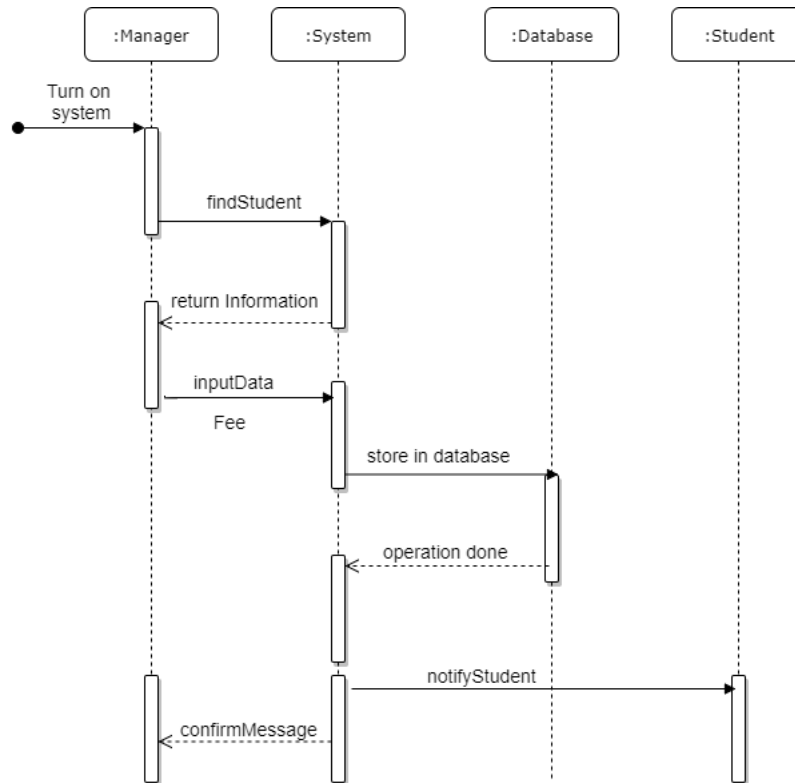 :Manager
:System
:Database
:Student
Turn on
system
findStudent
return Information
inputData
Fee
store in database
operation done
notifyStudent
confirmMessage